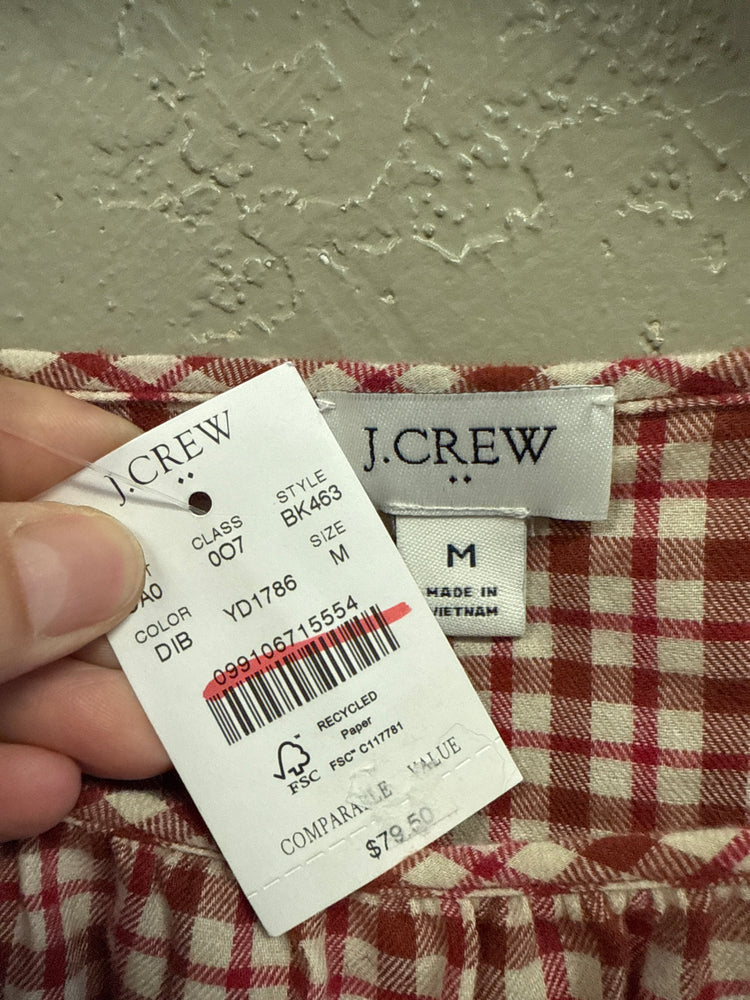 J.CREW
STYLE
BK463
CLASS
007
SIZE
M
COLOR
DIB
YD1786
099106715554
RECYCLED
Paper
FSC
FSC® C117781
COMPARABLE VALUE
$79.50
J.CREW
M
MADE IN
VIETNAM